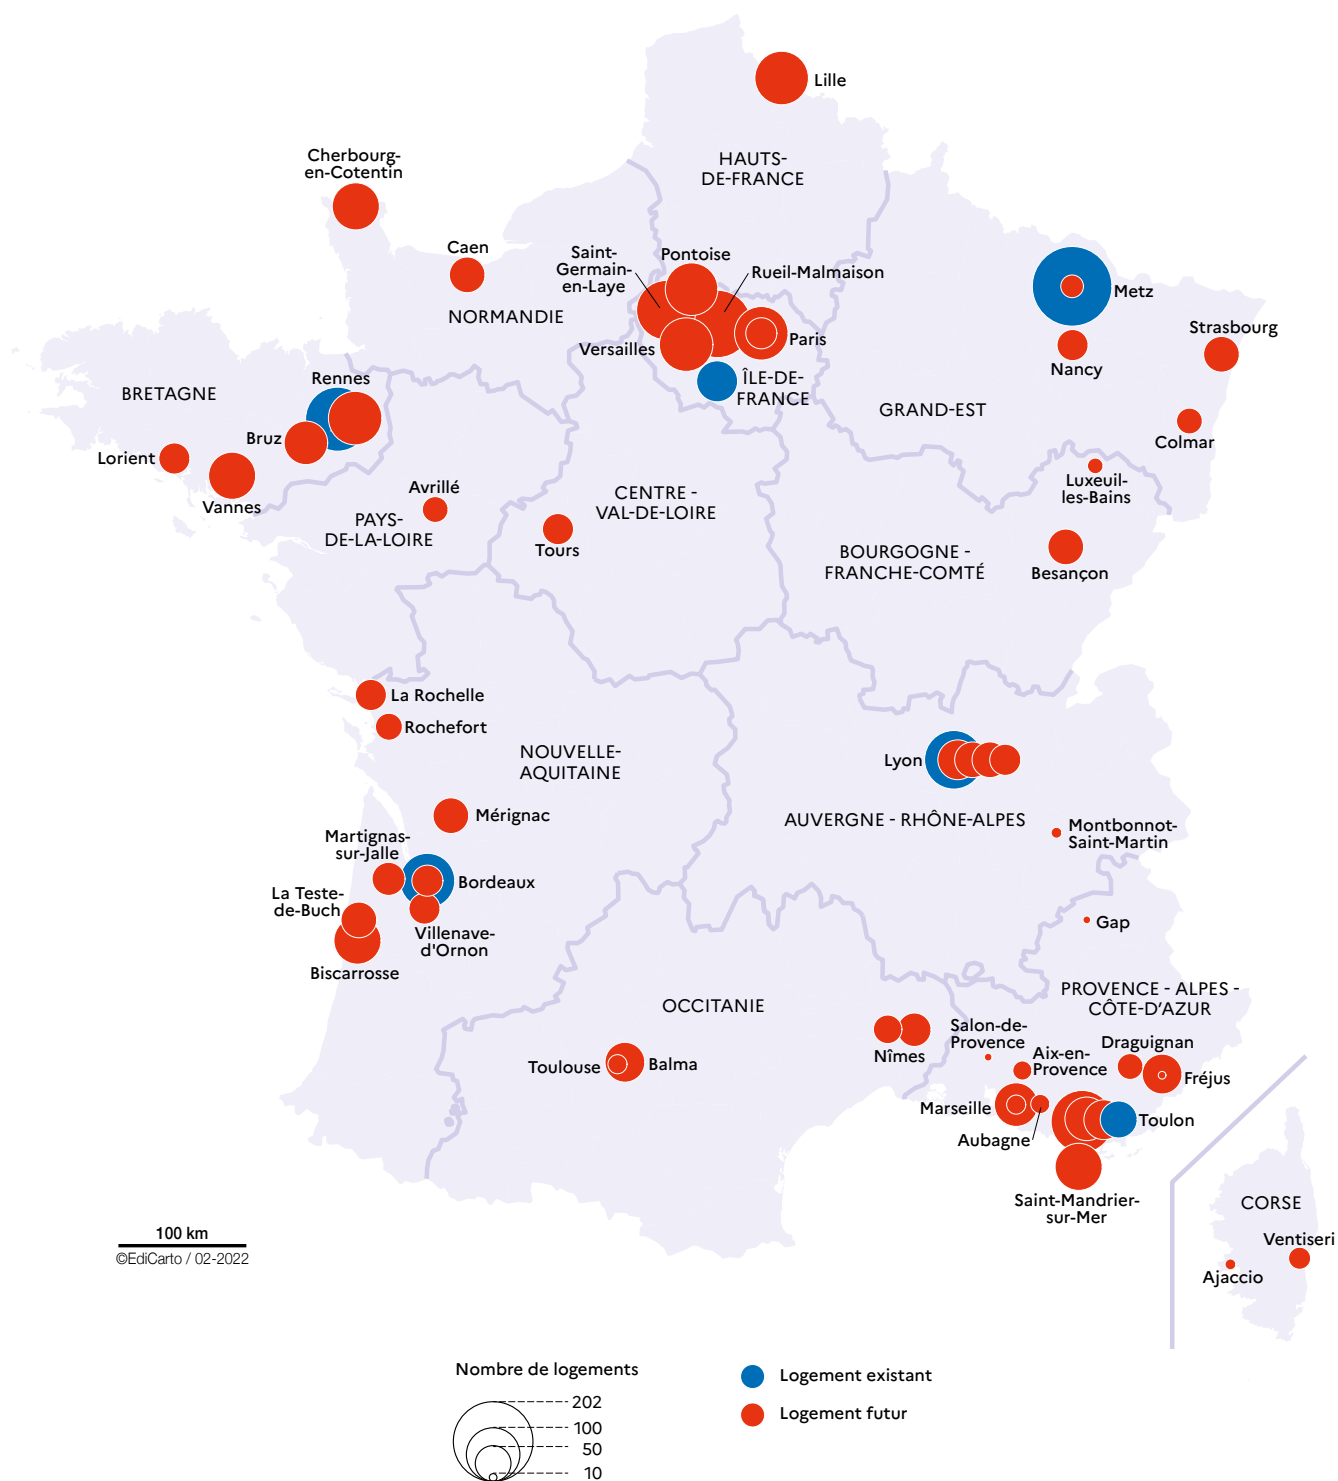 Lille
HAUTS-
DE-FRANCE
Cherbourg-
en-Cotentin
Caen
NORMANDIE
Saint-
Germain-
en-Laye
Pontoise
Rueil-Malmaison
Versailles
Paris
ÎLE-DE-
FRANCE
Metz
Nancy
Strasbourg
GRAND-EST
Colmar
Luxeuil-
les-Bains
BRETAGNE
Rennes
Bruz
Lorient
Vannes
Avrillé
PAYS-
DE-LA-LOIRE
CENTRE -
VAL-DE-LOIRE
Tours
BOURGOGNE -
FRANCHE-COMTÉ
Besançon
La Rochelle
Rochefort
NOUVELLE-
AQUITAINE
Mérignac
Martignas-
sur-Jalle
Bordeaux
La Teste-
de-Buch
Villenave-
d'Ornon
Biscarrosse
Lyon
AUVERGNE - RHÔNE-ALPES
Montbonnot-
Saint-Martin
Gap
PROVENCE - ALPES -
CÔTE-D'AZUR
OCCITANIE
Toulouse
Balma
Nîmes
Salon-de-
Provence
Aix-en-
Provence
Draguignan
Fréjus
Marseille
Aubagne
Toulon
Saint-Mandrier-
sur-Mer
CORSE
Ventiseri
Ajaccio
100 km
©EdiCarto / 02-2022
Nombre de logements
202
100
50
10
Logement existant
Logement futur